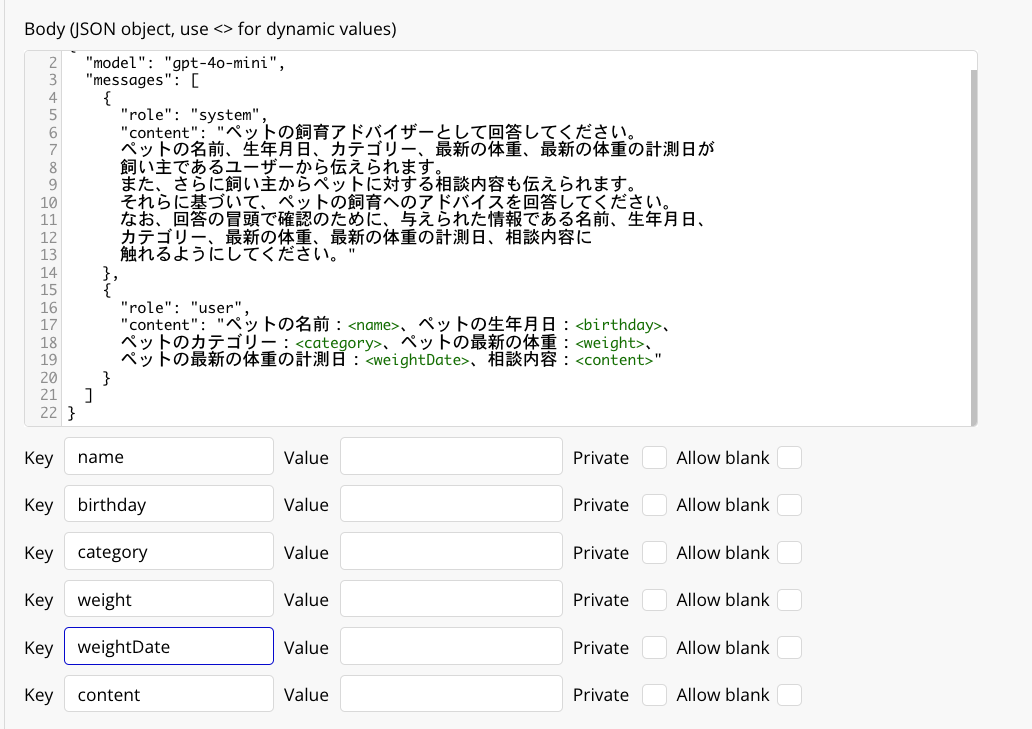 Body (JSON object, use <> for dynamic values)
2 "model": "gpt-4o-mini",
3 "messages": [
4 {
5 "role": "system",
6 "content": "ペットの飼育アドバイザーとして回答してください。
7 ペットの名前、生年月日、カテゴリー、最新の体重、最新の体重の計測日が
8 飼い主であるユーザーから伝えられます。
9 また、さらに飼い主からペットに対する相談内容も伝えられます。
10 それらに基づいて、ペットの飼育へのアドバイスを回答してください。
11 なお、回答の冒頭で確認のために、与えられた情報である名前、生年月日、
12 カテゴリー、最新の体重、最新の体重の計測日、相談内容に
13 触れるようにしてください。"
14 },
15 {
16 "role": "user",
17 "content": "ペットの名前：<name>、ペットの生年月日：<birthday>、
18 ペットのカテゴリー：<category>、ペットの最新の体重：<weight>、
19 ペットの最新の体重の計測日：<weightDate>、相談内容：<content>"
20 }
21 ]
22 }
Key name Value Private Allow blank
Key birthday Value Private Allow blank
Key category Value Private Allow blank
Key weight Value Private Allow blank
Key weightDate Value Private Allow blank
Key content Value Private Allow blank